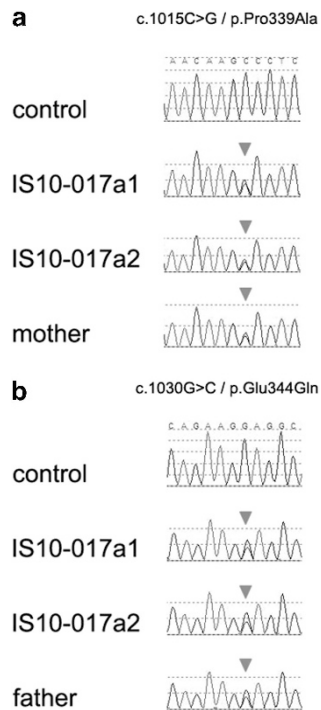 a
c.1015C>G / p.Pro339Ala
A A C A A G C C C T C
control
IS10-017a1
IS10-017a2
mother
b
c.1030G>C / p.Glu344Gln
C A G A A G G A G G C
control
IS10-017a1
IS10-017a2
father